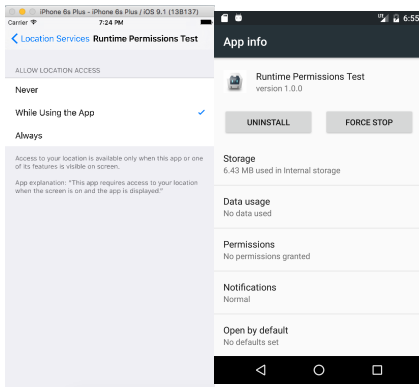 iPhone 6s Plus - iPhone 6s Plus / iOS 9.1 (13B137)
Carrier 7:24 PM
Location Services Runtime Permissions Test
ALLOW LOCATION ACCESS
Never
While Using the App
Always
Access to your location is available only when this app or one
of its features is visible on screen.
App explanation: "This app requires access to your location
when the screen is on and the app is displayed."
6:55
App info
Runtime Permissions Test
version 1.0.0
UNINSTALL FORCE STOP
Storage
6.43 MB used in Internal storage
Data usage
No data used
Permissions
No permissions granted
Notifications
Normal
Open by default
No defaults set